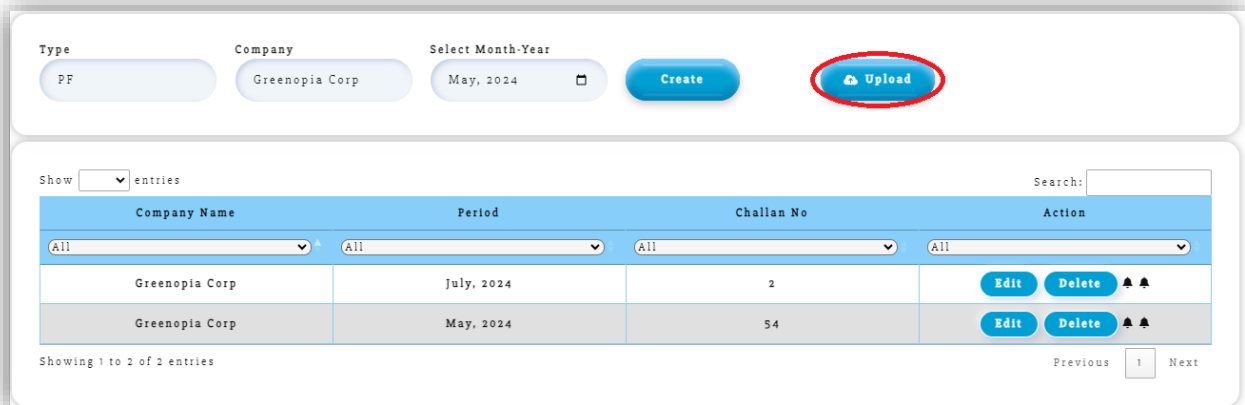 Type Company Select Month-Year
PF Greenopia Corp May, 2024 Create Upload
Show entries Search:
Company Name Period Challan No Action
All All All All
Greenopia Corp July, 2024 2 Edit Delete
Greenopia Corp May, 2024 54 Edit Delete
Showing 1 to 2 of 2 entries Previous 1 Next